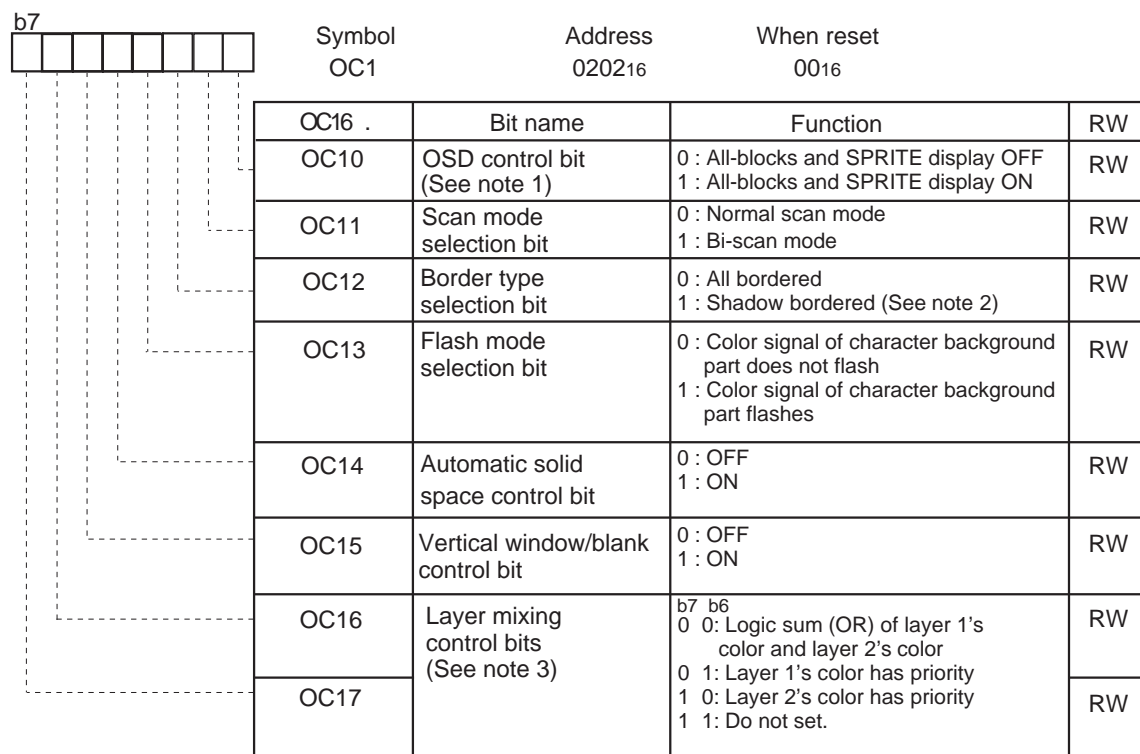 b7
Symbol Address When reset
OC1 020216 0016
OC16 . Bit name Function RW
OC10 OSD control bit (See note 1) 0 : All-blocks and SPRITE display OFF RW
1 : All-blocks and SPRITE display ON
OC11 Scan mode selection bit 0 : Normal scan mode RW
1 : Bi-scan mode
OC12 Border type selection bit 0 : All bordered RW
1 : Shadow bordered (See note 2)
OC13 Flash mode selection bit 0 : Color signal of character background RW
part does not flash
1 : Color signal of character background
part flashes
OC14 Automatic solid space control bit 0 : OFF RW
1 : ON
OC15 Vertical window/blank control bit 0 : OFF RW
1 : ON
OC16 Layer mixing control bits (See note 3) b7 b6 RW
0 0: Logic sum (OR) of layer 1’s
color and layer 2’s color
0 1: Layer 1’s color has priority
OC17 1 0: Layer 2’s color has priority RW
1 1: Do not set.